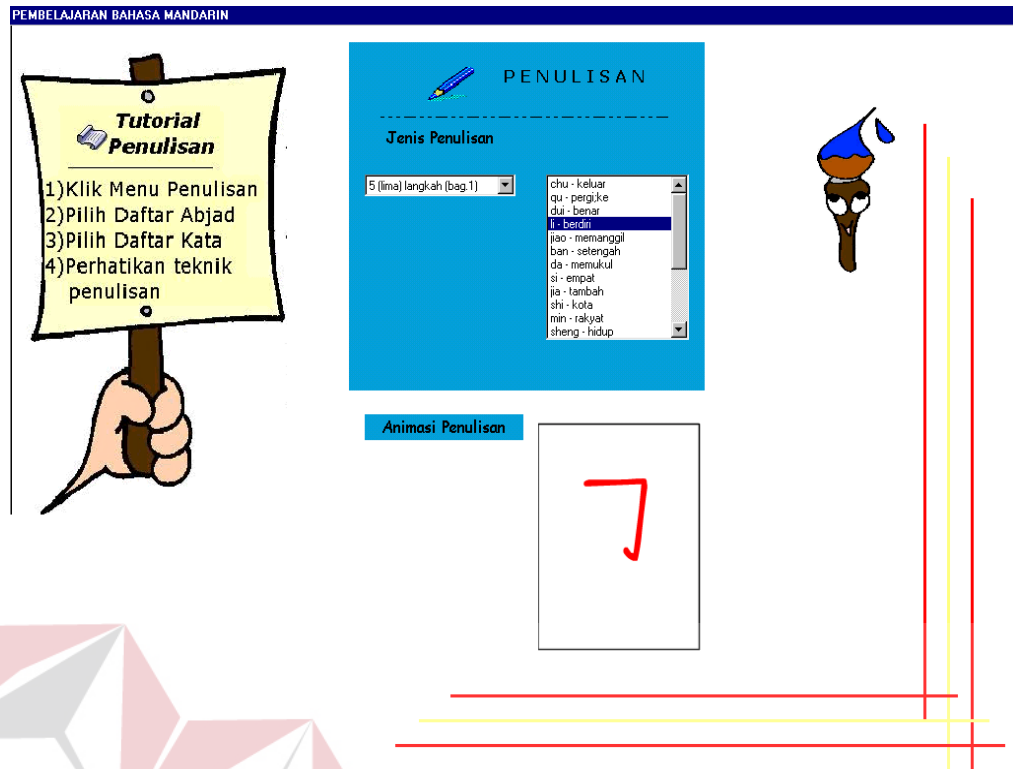 PEMBELAJARAN BAHASA MANDARIN
Tutorial
Penulisan
1)Klik Menu Penulisan
2)Pilih Daftar Abjad
3)Pilih Daftar Kata
4)Perhatikan teknik
penulisan
PENULISAN
Jenis Penulisan
5 (lima) langkah (bag.1)
chu - keluar
qu - pergi;ke
dui - benar
li - berdiri
jiao - memanggil
ban - setengah
da - memukul
si - empat
jia - tambah
shi - kota
min - rakyat
sheng - hidup
Animasi Penulisan